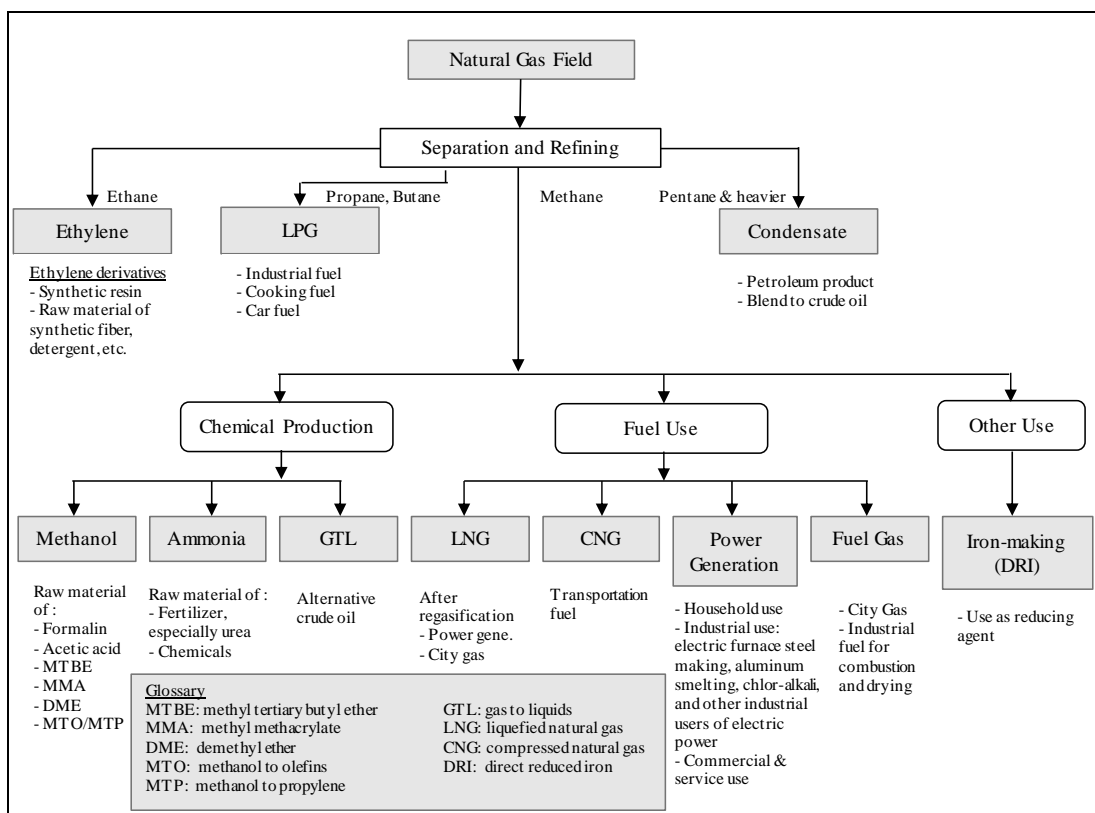 Natural Gas Field
Separation and Refining
Ethane
Propane, Butane
Methane
Pentane & heavier
Ethylene
LPG
Condensate
Ethylene derivatives
- Synthetic resin
- Raw material of
synthetic fiber,
detergent, etc.
- Industrial fuel
- Cooking fuel
- Car fuel
- Petroleum product
- Blend to crude oil
Chemical Production
Fuel Use
Other Use
Methanol
Ammonia
GTL
LNG
CNG
Power
Generation
Fuel Gas
Iron-making
(DRI)
Raw material
of :
- Formalin
- Acetic acid
- MTBE
- MMA
- DME
- MTO/MTP
Raw material of :
- Fertilizer,
especially urea
- Chemicals
Alternative
crude oil
After
regasification
- Power gene.
- City gas
Transportation
fuel
- Household use
- Industrial use:
electric furnace steel
making, aluminum
smelting, chlor-alkali,
and other industrial
users of electric
power
- Commercial &
service use
- City Gas
- Industrial
fuel for
combustion
and drying
- Use as reducing
agent
Glossary
MTBE: methyl tertiary butyl ether
MMA: methyl methacrylate
DME: demethyl ether
MTO: methanol to olefins
MTP: methanol to propylene
GTL: gas to liquids
LNG: liquefied natural gas
CNG: compressed natural gas
DRI: direct reduced iron